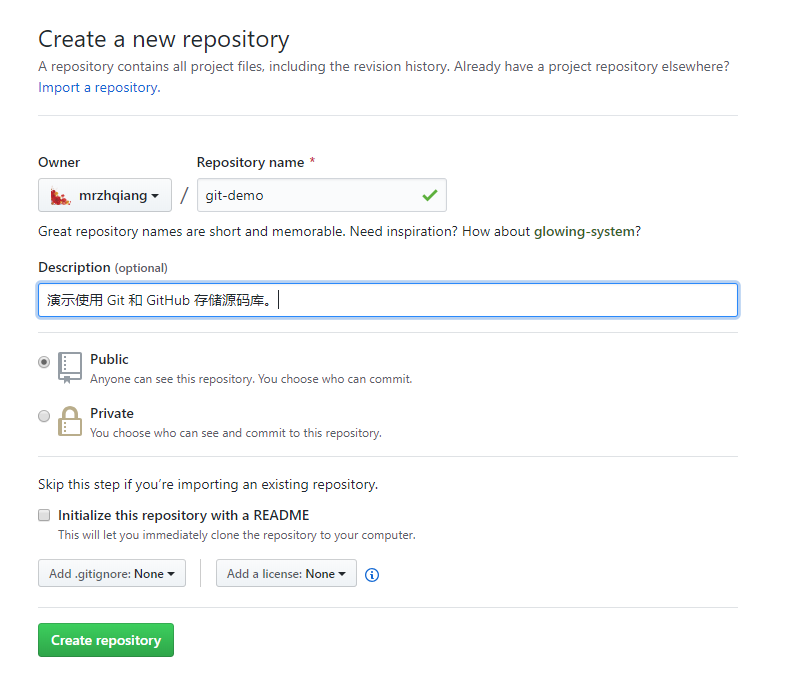 Create a new repository
A repository contains all project files, including the revision history. Already have a project repository elsewhere?
Import a repository.
Owner
Repository name *
mrzhqiang / git-demo
Great repository names are short and memorable. Need inspiration? How about glowing-system?
Description (optional)
演示使用 Git 和 GitHub 存储源码库。
Public
Anyone can see this repository. You choose who can commit.
Private
You choose who can see and commit to this repository.
Skip this step if you’re importing an existing repository.
Initialize this repository with a README
This will let you immediately clone the repository to your computer.
Add .gitignore: None
Add a license: None
Create repository